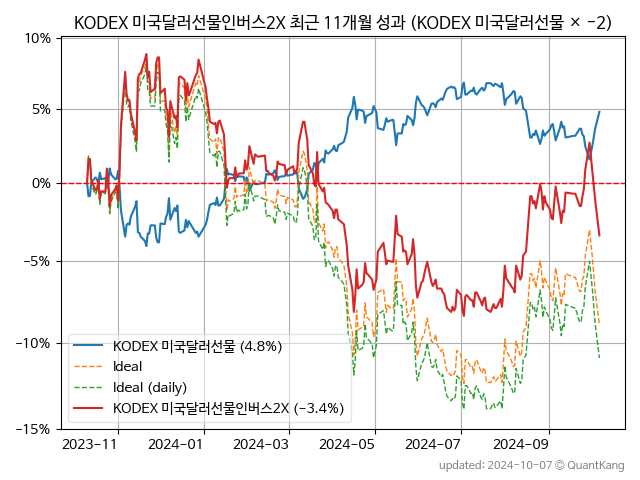 KODEX 미국달러선물인버스2X 최근 11개월 성과 (KODEX 미국달러선물 × −2)
10%
5%
0%
−5%
−10%
−15%
KODEX 미국달러선물 (4.8%)
Ideal
Ideal (daily)
KODEX 미국달러선물인버스2X (−3.4%)
2023−11 2024−01 2024−03 2024−05 2024−07 2024−09
updated: 2024−10−07 © QuantKang